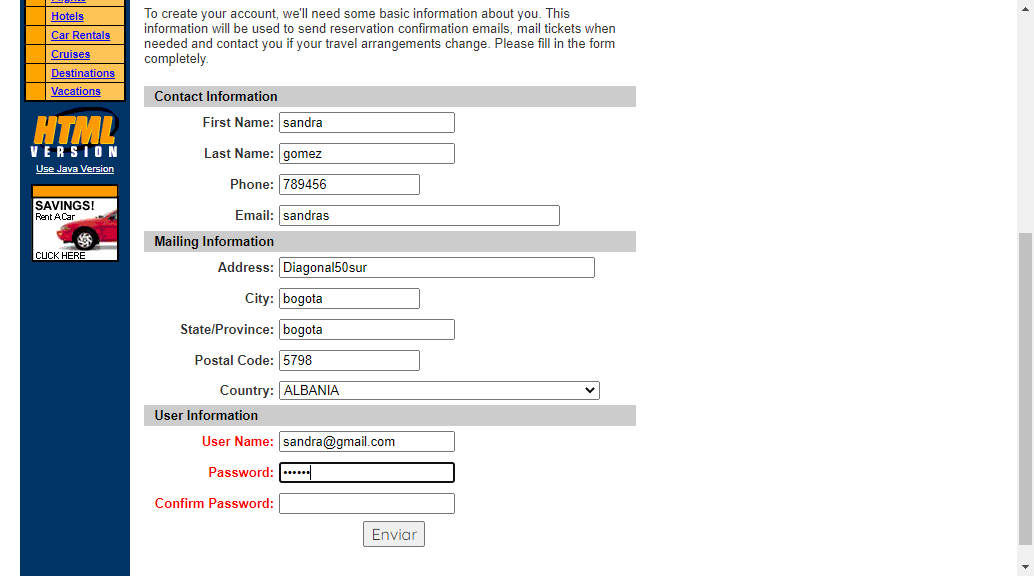 Flights
Hotels
Car Rentals
Cruises
Destinations
Vacations
HTML
VERSION
Use Java Version
SAVINGS!
Rent A Car
CLICK HERE
To create your account, we'll need some basic information about you. This
information will be used to send reservation confirmation emails, mail tickets when
needed and contact you if your travel arrangements change. Please fill in the form
completely.
Contact Information
First Name: sandra
Last Name: gomez
Phone: 789456
Email: sandras
Mailing Information
Address: Diagonal50sur
City: bogota
State/Province: bogota
Postal Code: 5798
Country: ALBANIA
User Information
User Name: sandra@gmail.com
Password: ••••••
Confirm Password:
Enviar